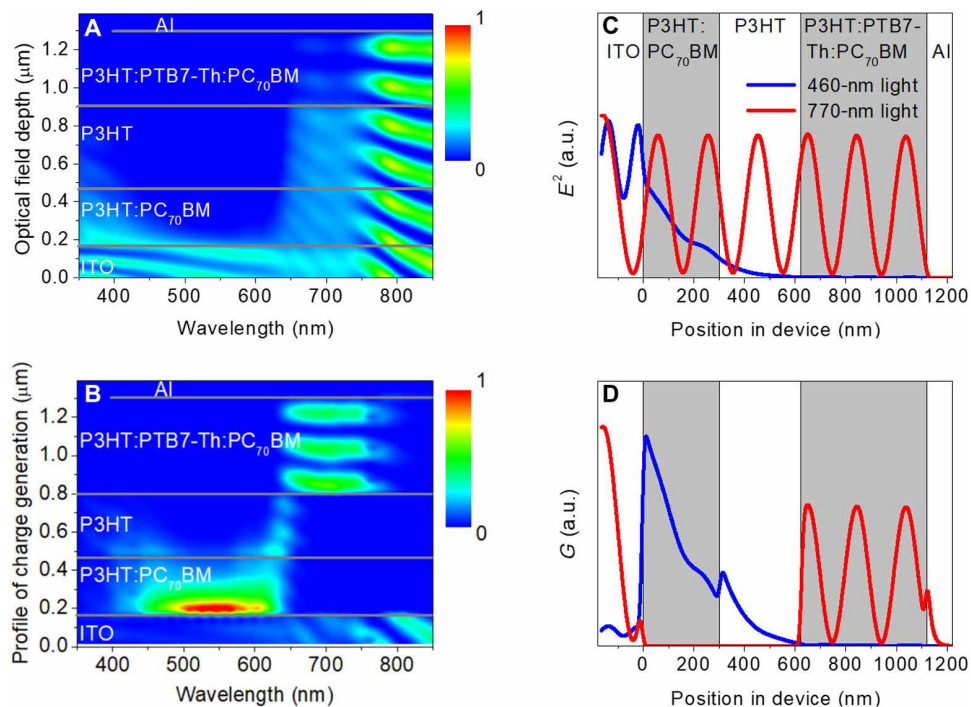 A
Al
P3HT:PTB7-Th:PC70BM
P3HT
P3HT:PC70BM
ITO
Optical field depth (µm)
0.0
0.2
0.4
0.6
0.8
1.0
1.2
400 500 600 700 800
Wavelength (nm)
1
0
C
ITO
P3HT:
PC70BM
P3HT
P3HT:PTB7-
Th:PC70BM
Al
460-nm light
770-nm light
E² (a.u.)
0 200 400 600 800 1000 1200
Position in device (nm)
B
Al
P3HT:PTB7-Th:PC70BM
P3HT
P3HT:PC70BM
ITO
Profile of charge generation (µm)
0.0
0.2
0.4
0.6
0.8
1.0
1.2
400 500 600 700 800
Wavelength (nm)
1
0
D
G (a.u.)
0 200 400 600 800 1000 1200
Position in device (nm)